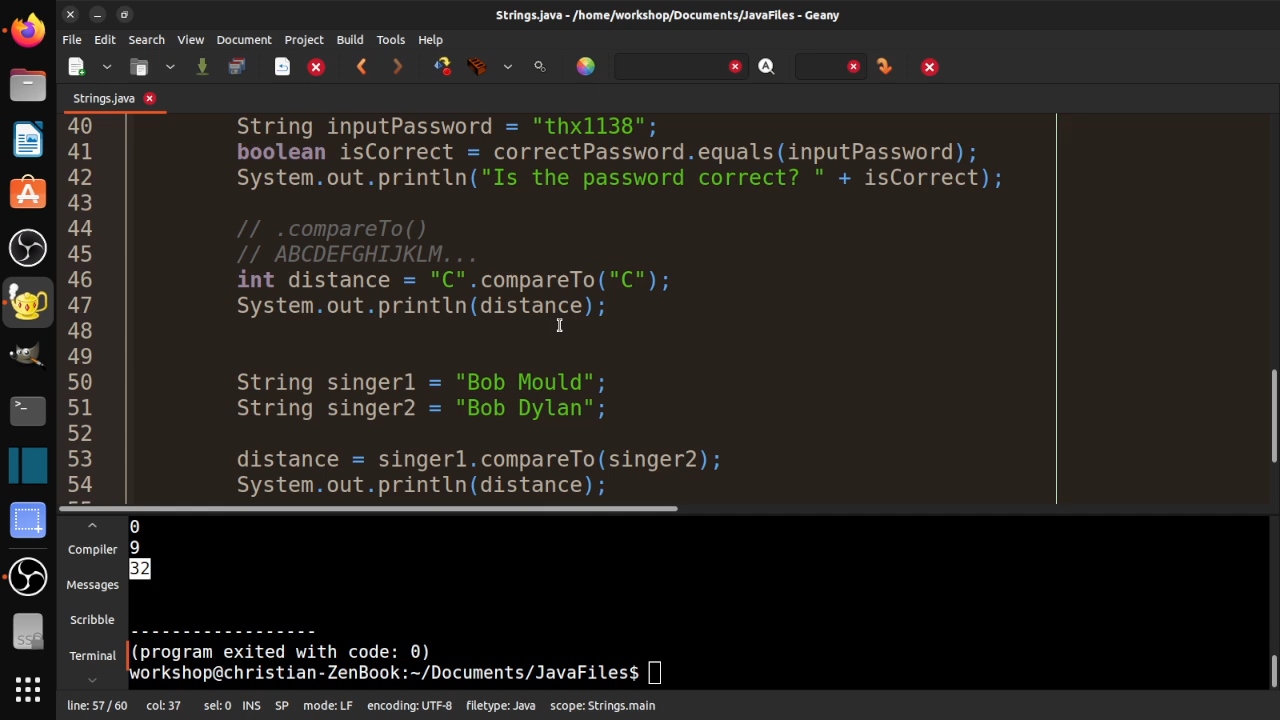 Strings.java - /home/workshop/Documents/JavaFiles - Geany
File Edit Search View Document Project Build Tools Help
Strings.java
40 String inputPassword = "thx1138";
41 boolean isCorrect = correctPassword.equals(inputPassword);
42 System.out.println("Is the password correct? " + isCorrect);
43
44 // .compareTo()
45 // ABCDEFGHIJKLM...
46 int distance = "C".compareTo("C");
47 System.out.println(distance);
48
49
50 String singer1 = "Bob Mould";
51 String singer2 = "Bob Dylan";
52
53 distance = singer1.compareTo(singer2);
54 System.out.println(distance);
Compiler
Messages
Scribble
Terminal
0
9
32
------------------
(program exited with code: 0)
workshop@christian-ZenBook:~/Documents/JavaFiles$
line: 57 / 60 col: 37 sel: 0 INS SP mode: LF encoding: UTF-8 filetype: Java scope: Strings.main